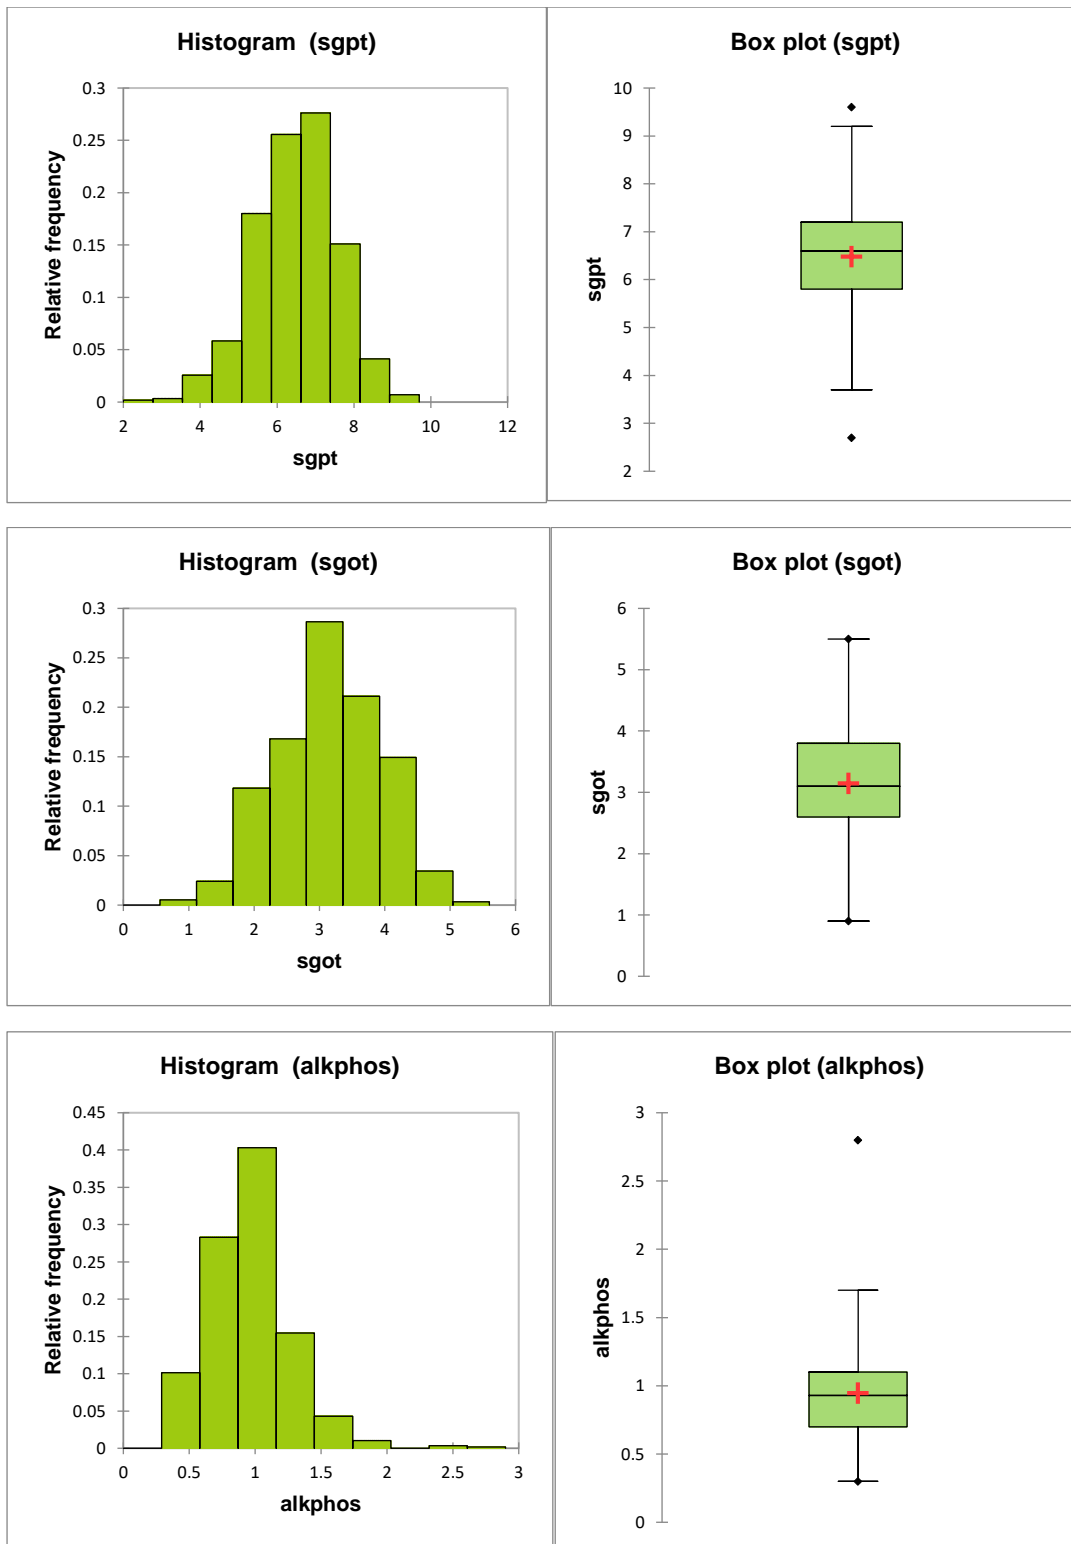 Histogram (sgpt)
0.3
0.25
0.2
0.15
0.1
0.05
0
2 4 6 8 10 12
Relative frequency
sgpt
Box plot (sgpt)
10
9
8
7
6
5
4
3
2
sgpt
Histogram (sgot)
0.3
0.25
0.2
0.15
0.1
0.05
0
0 1 2 3 4 5 6
Relative frequency
sgot
Box plot (sgot)
6
5
4
3
2
1
0
sgot
Histogram (alkphos)
0.45
0.4
0.35
0.3
0.25
0.2
0.15
0.1
0.05
0
0 0.5 1 1.5 2 2.5 3
Relative frequency
alkphos
Box plot (alkphos)
3
2.5
2
1.5
1
0.5
0
alkphos